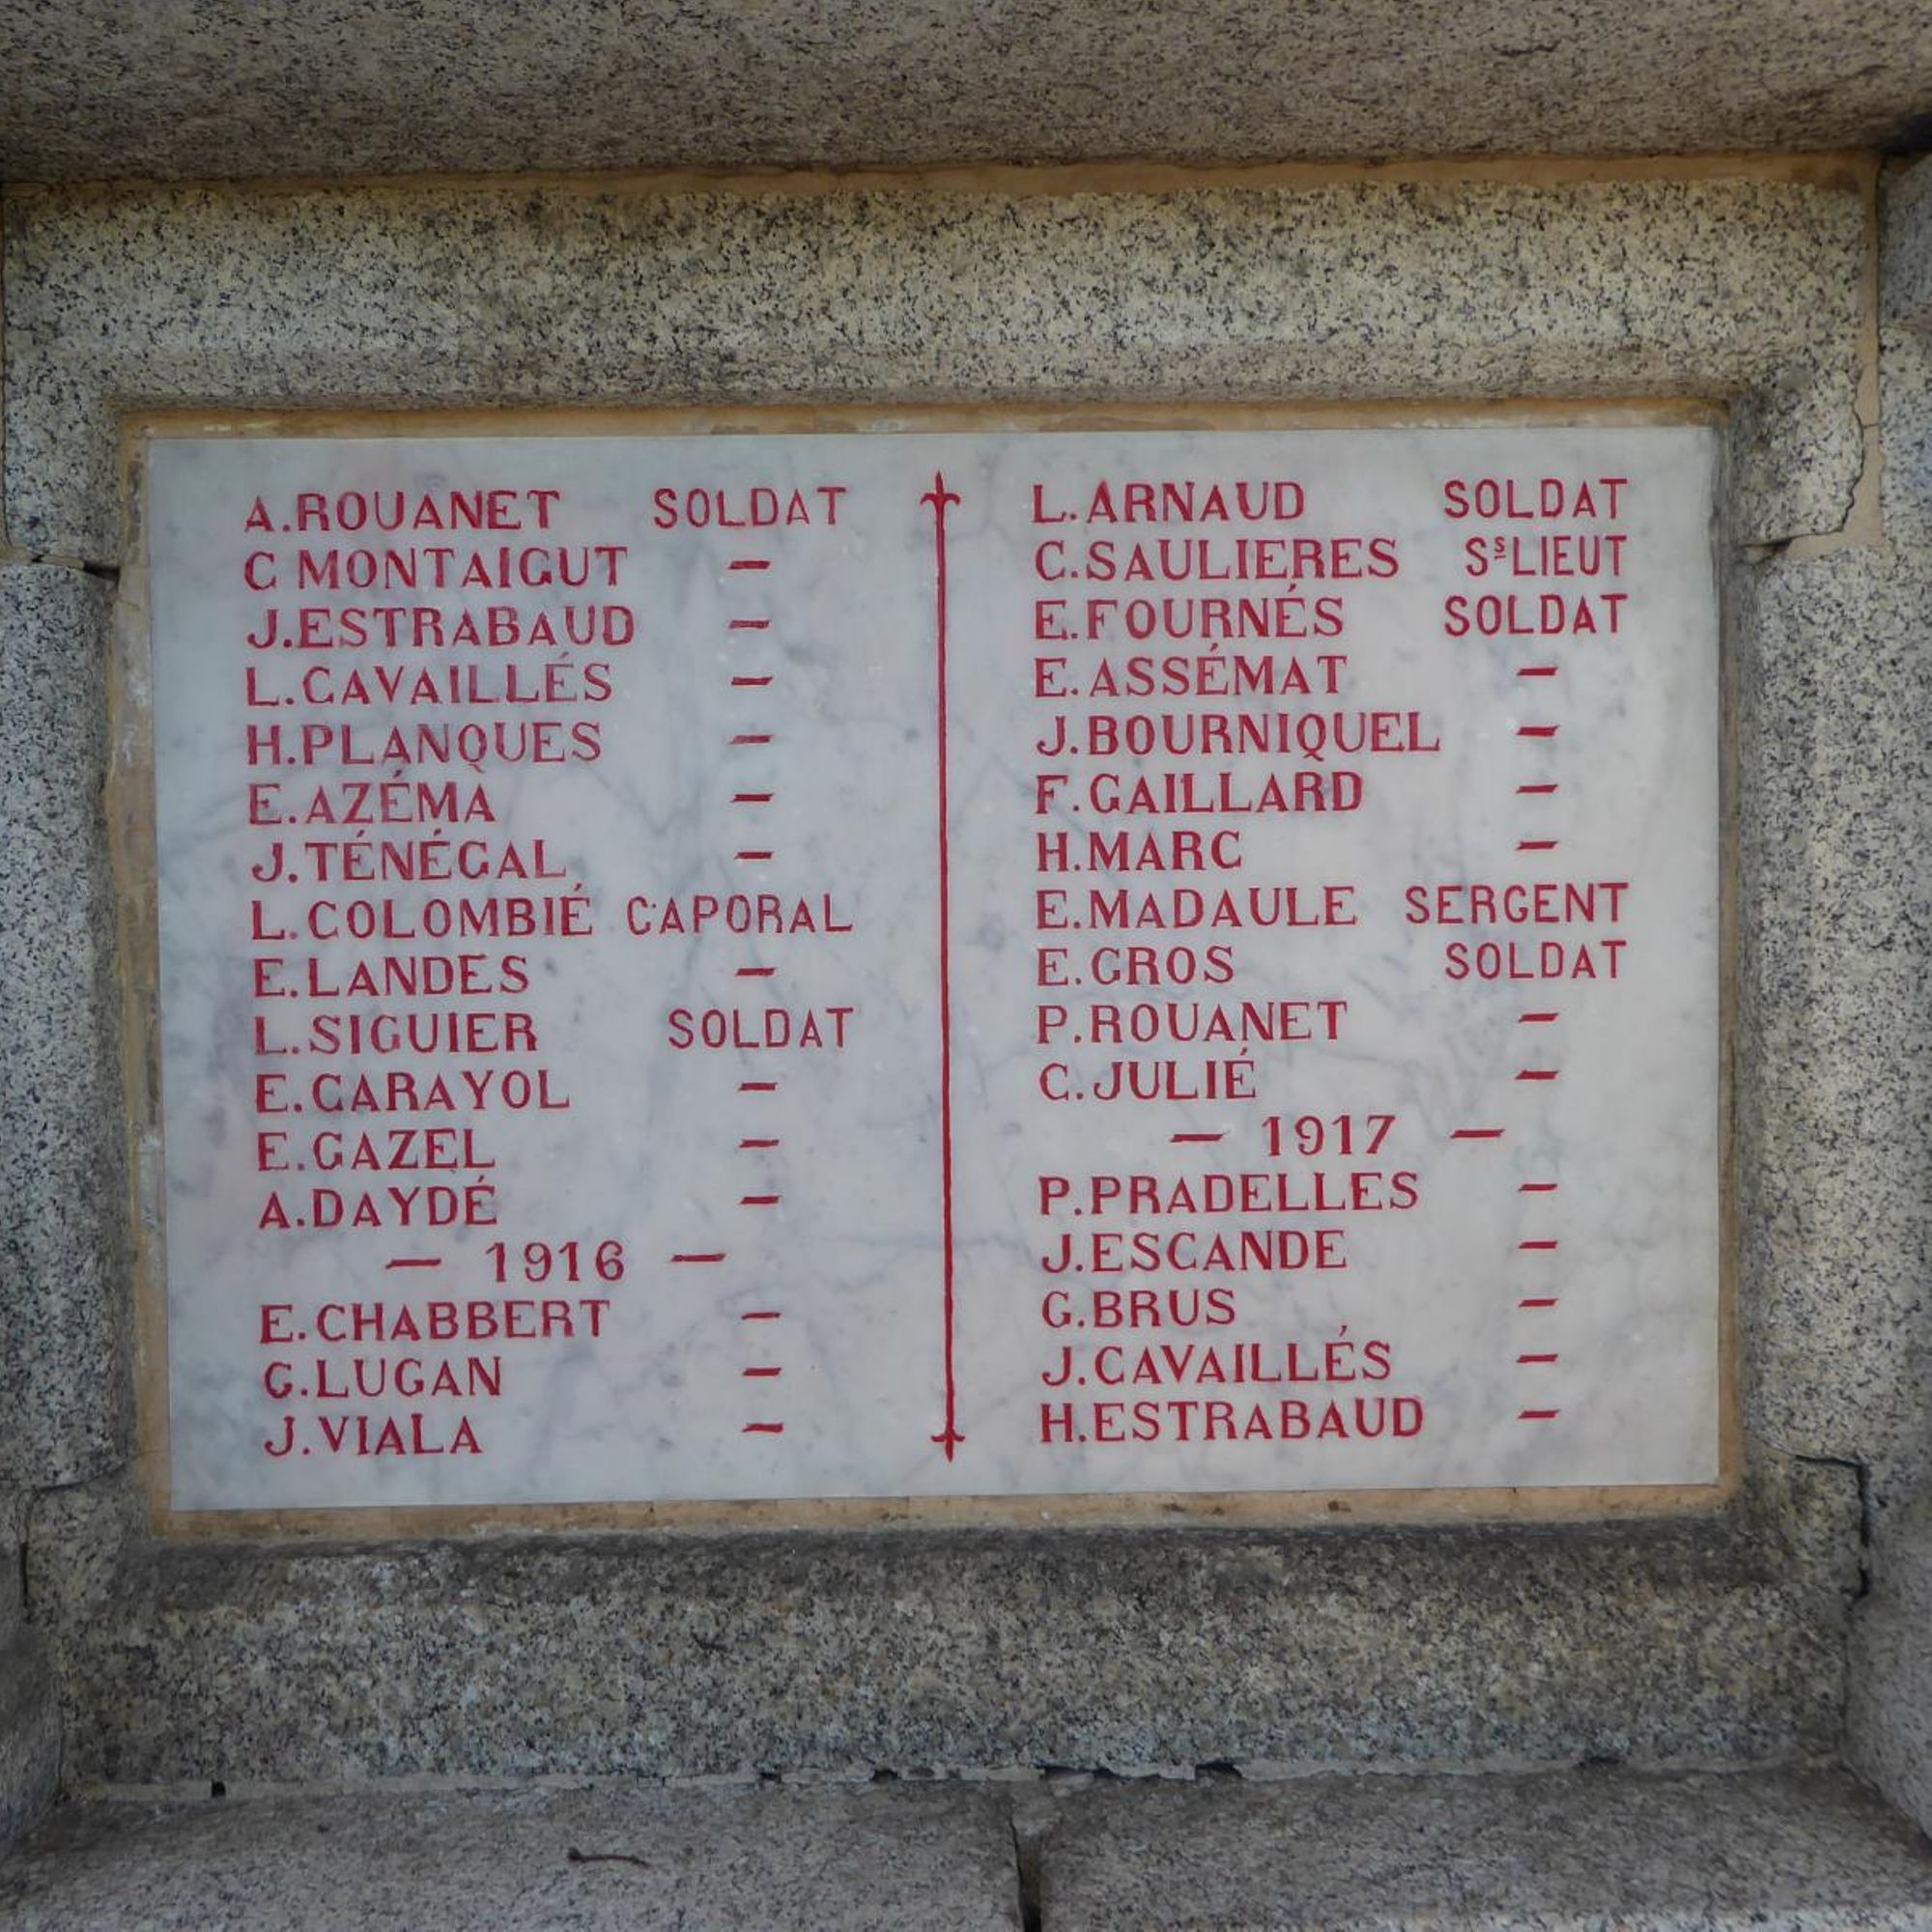 A.ROUANET SOLDAT
C MONTAIGUT —
J.ESTRABAUD —
L.CAVAILLÉS —
H.PLANQUES —
E.AZÉMA —
J.TÉNÉGAL —
L.COLOMBIÉ CAPORAL
E.LANDES —
L.SIGUIER SOLDAT
E.CARAYOL —
E.GAZEL —
A.DAYDÉ —
— 1916 —
E.CHABBERT —
G.LUGAN —
J.VIALA —
L.ARNAUD SOLDAT
C.SAULIERES Sˢ LIEUT
E.FOURNÉS SOLDAT
E.ASSÉMAT —
J.BOURNIQUEL —
F.GAILLARD —
H.MARC —
E.MADAULE SERGENT
E.GROS SOLDAT
P.ROUANET —
C.JULIÉ —
— 1917 —
P.PRADELLES —
J.ESCANDE —
G.BRUS —
J.CAVAILLÉS —
H.ESTRABAUD —